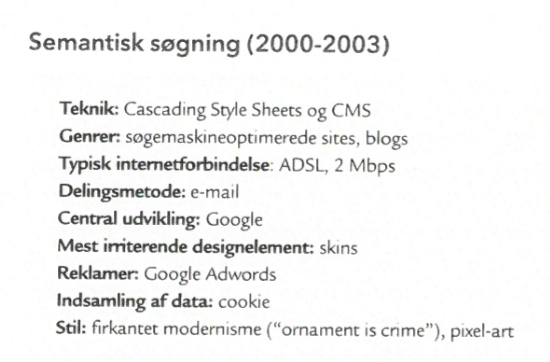 Semantisk søgning (2000-2003)
Teknik: Cascading Style Sheets og CMS
Genrer: søgemaskineoptimerede sites, blogs
Typisk internetforbindelse: ADSL, 2 Mbps
Delingsmetode: e-mail
Central udvikling: Google
Mest irriterende designelement: skins
Reklamer: Google Adwords
Indsamling af data: cookie
Stil: firkantet modernisme ("ornament is crime"), pixel-art